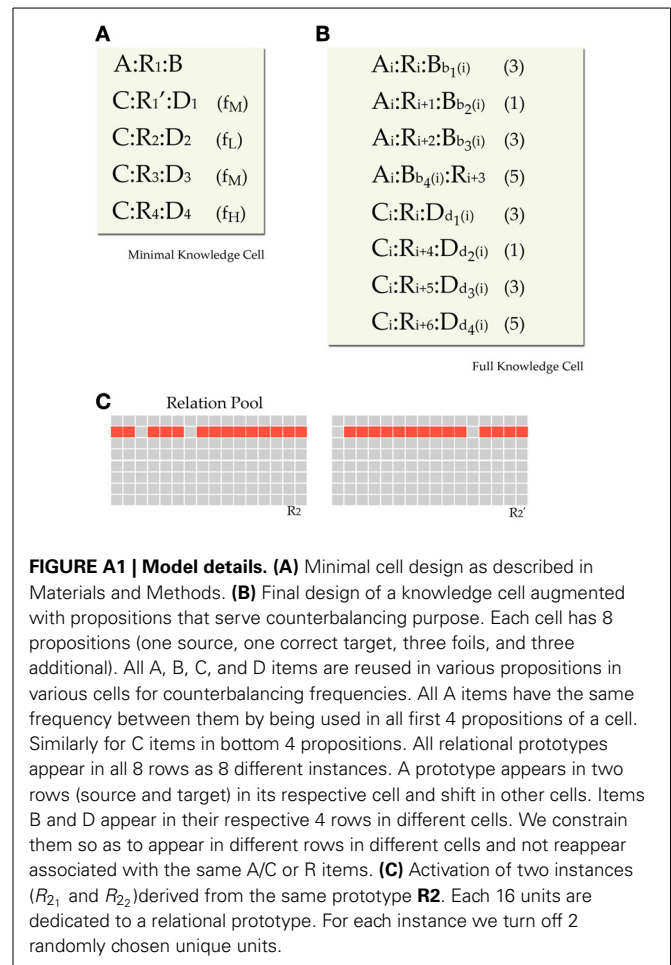 A
A:R₁:B
C:R₁':D₁ (fM)
C:R₂:D₂ (fL)
C:R₃:D₃ (fM)
C:R₄:D₄ (fH)
Minimal Knowledge Cell
B
Aᵢ:Rᵢ:Bb₁(i) (3)
Aᵢ:Rᵢ₊₁:Bb₂(i) (1)
Aᵢ:Rᵢ₊₂:Bb₃(i) (3)
Aᵢ:Bb₄(i):Rᵢ₊₃ (5)
Cᵢ:Rᵢ:Dd₁(i) (3)
Cᵢ:Rᵢ₊₄:Dd₂(i) (1)
Cᵢ:Rᵢ₊₅:Dd₃(i) (3)
Cᵢ:Rᵢ₊₆:Dd₄(i) (5)
Full Knowledge Cell
C
Relation Pool
R₂
R₂'
FIGURE A1 | Model details. (A) Minimal cell design as described in
Materials and Methods. (B) Final design of a knowledge cell augmented
with propositions that serve counterbalancing purpose. Each cell has 8
propositions (one source, one correct target, three foils, and three
additional). All A, B, C, and D items are reused in various propositions in
various cells for counterbalancing frequencies. All A items have the same
frequency between them by being used in all first 4 propositions of a cell.
Similarly for C items in bottom 4 propositions. All relational prototypes
appear in all 8 rows as 8 different instances. A prototype appears in two
rows (source and target) in its respective cell and shift in other cells. Items
B and D appear in their respective 4 rows in different cells. We constrain
them so as to appear in different rows in different cells and not reappear
associated with the same A/C or R items. (C) Activation of two instances
(R₂₁ and R₂₂)derived from the same prototype R2. Each 16 units are
dedicated to a relational prototype. For each instance we turn off 2
randomly chosen unique units.